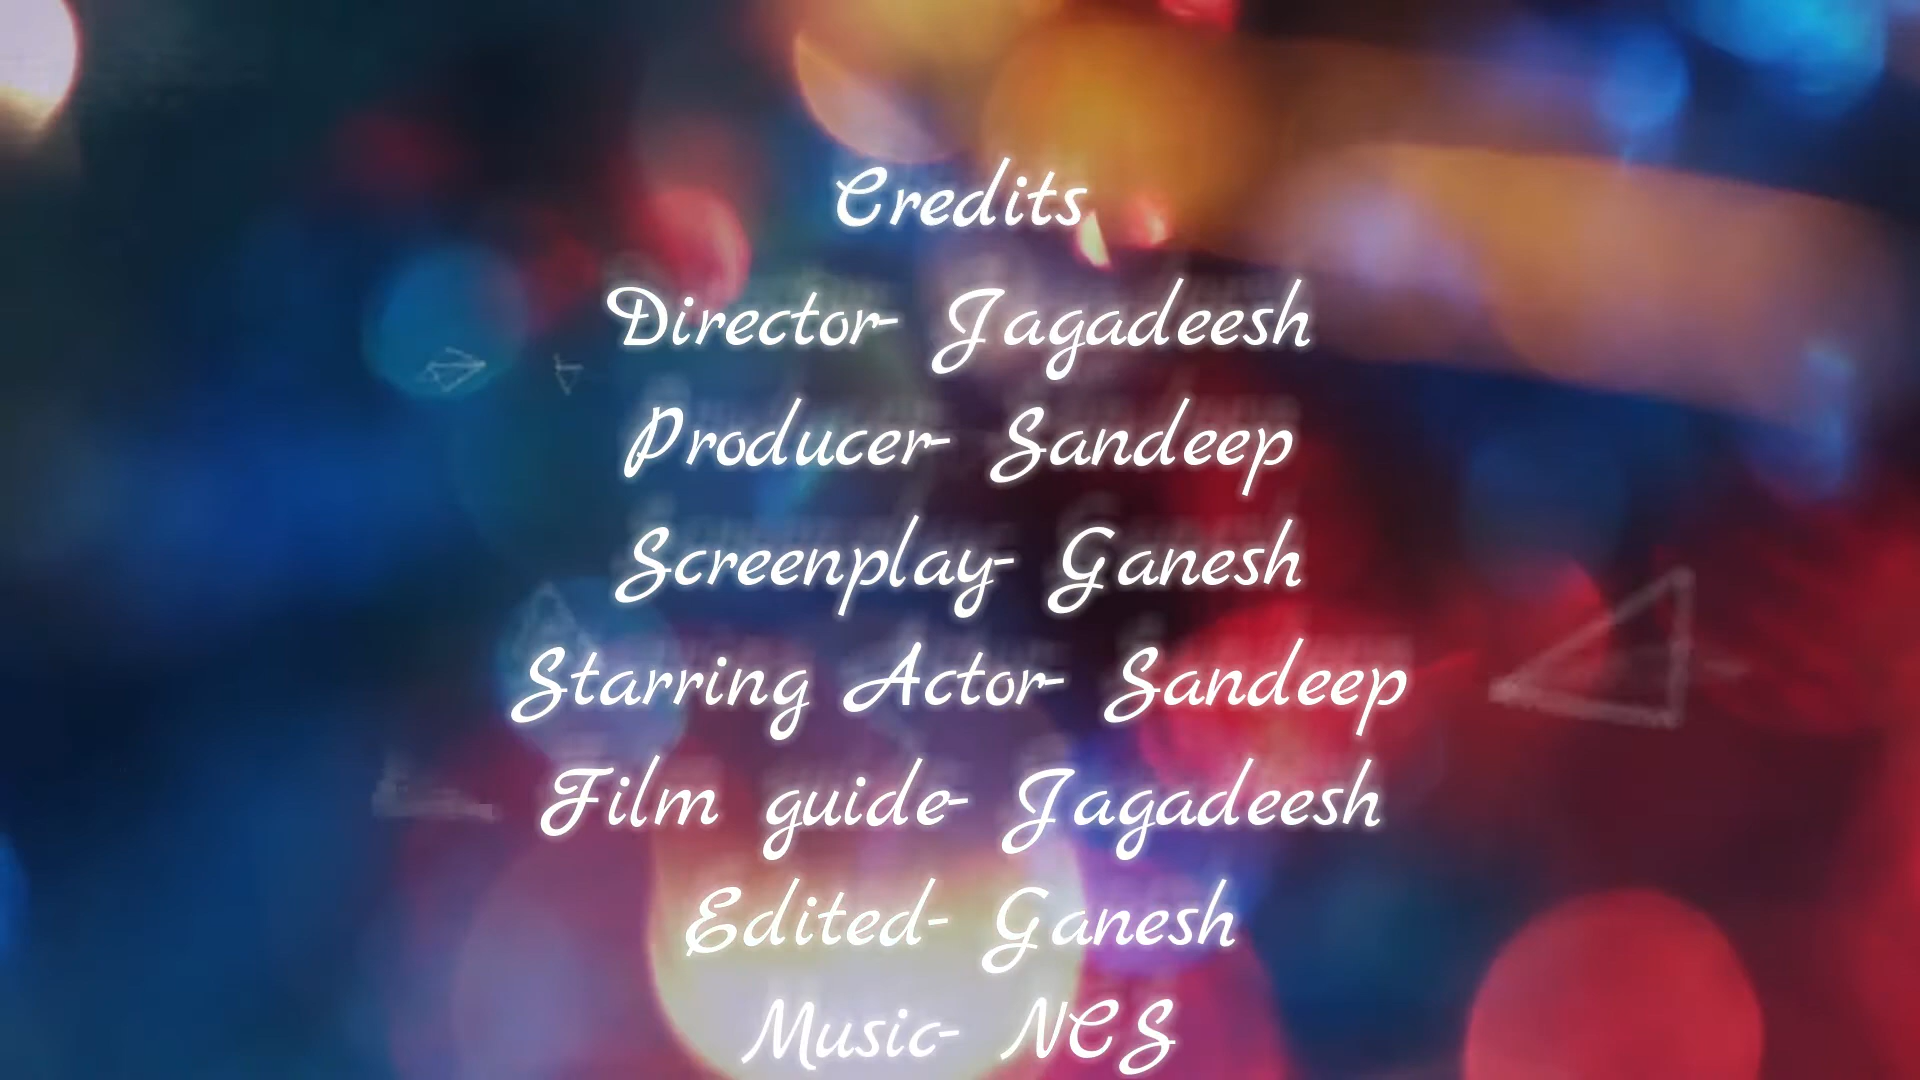 Credits
Director- Jagadeesh
Producer- Sandeep
Screenplay- Ganesh
Starring Actor- Sandeep
Film guide- Jagadeesh
Edited- Ganesh
Music- NCS